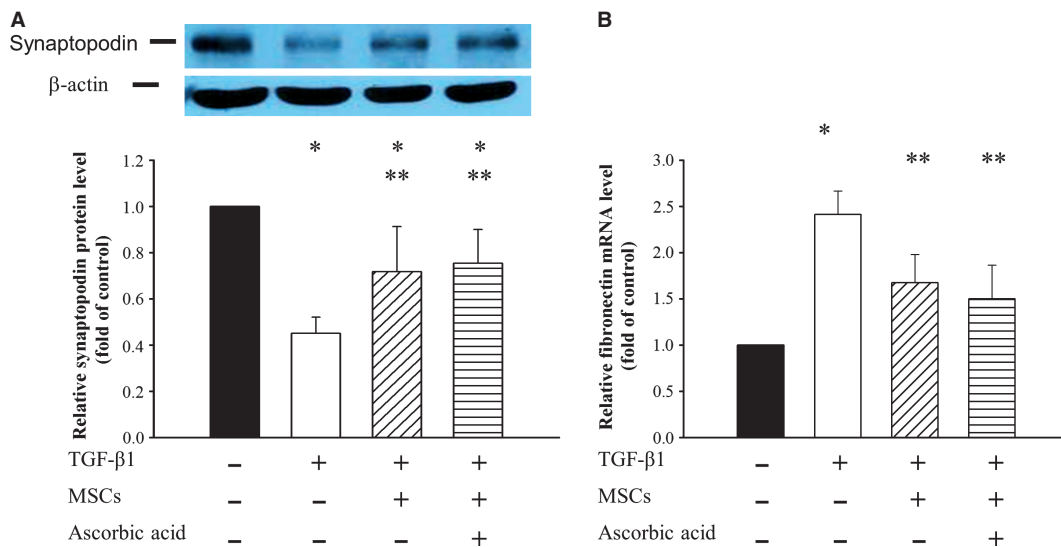 A
Synaptopodin
β-actin
Relative synaptopodin protein level
(fold of control)
1.2
1.0
0.8
0.6
0.4
0.2
0.0
* * *
** **
TGF-β1 – + + +
MSCs – – + +
Ascorbic acid – – – +
B
Relative fibronectin mRNA level
(fold of control)
3.0
2.5
2.0
1.5
1.0
0.5
0.0
*
** **
TGF-β1 – + + +
MSCs – – + +
Ascorbic acid – – – +